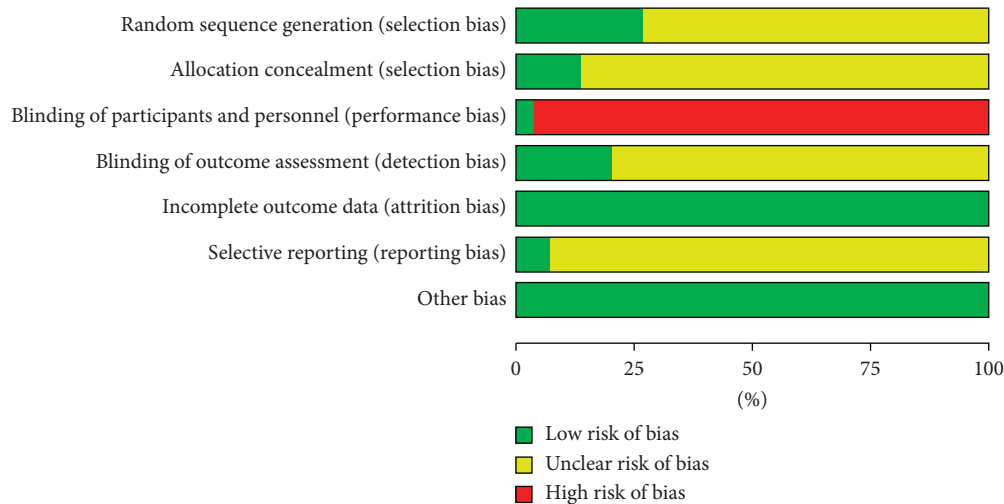 Random sequence generation (selection bias)
Allocation concealment (selection bias)
Blinding of participants and personnel (performance bias)
Blinding of outcome assessment (detection bias)
Incomplete outcome data (attrition bias)
Selective reporting (reporting bias)
Other bias
0 25 50 75 100
(%)
Low risk of bias
Unclear risk of bias
High risk of bias